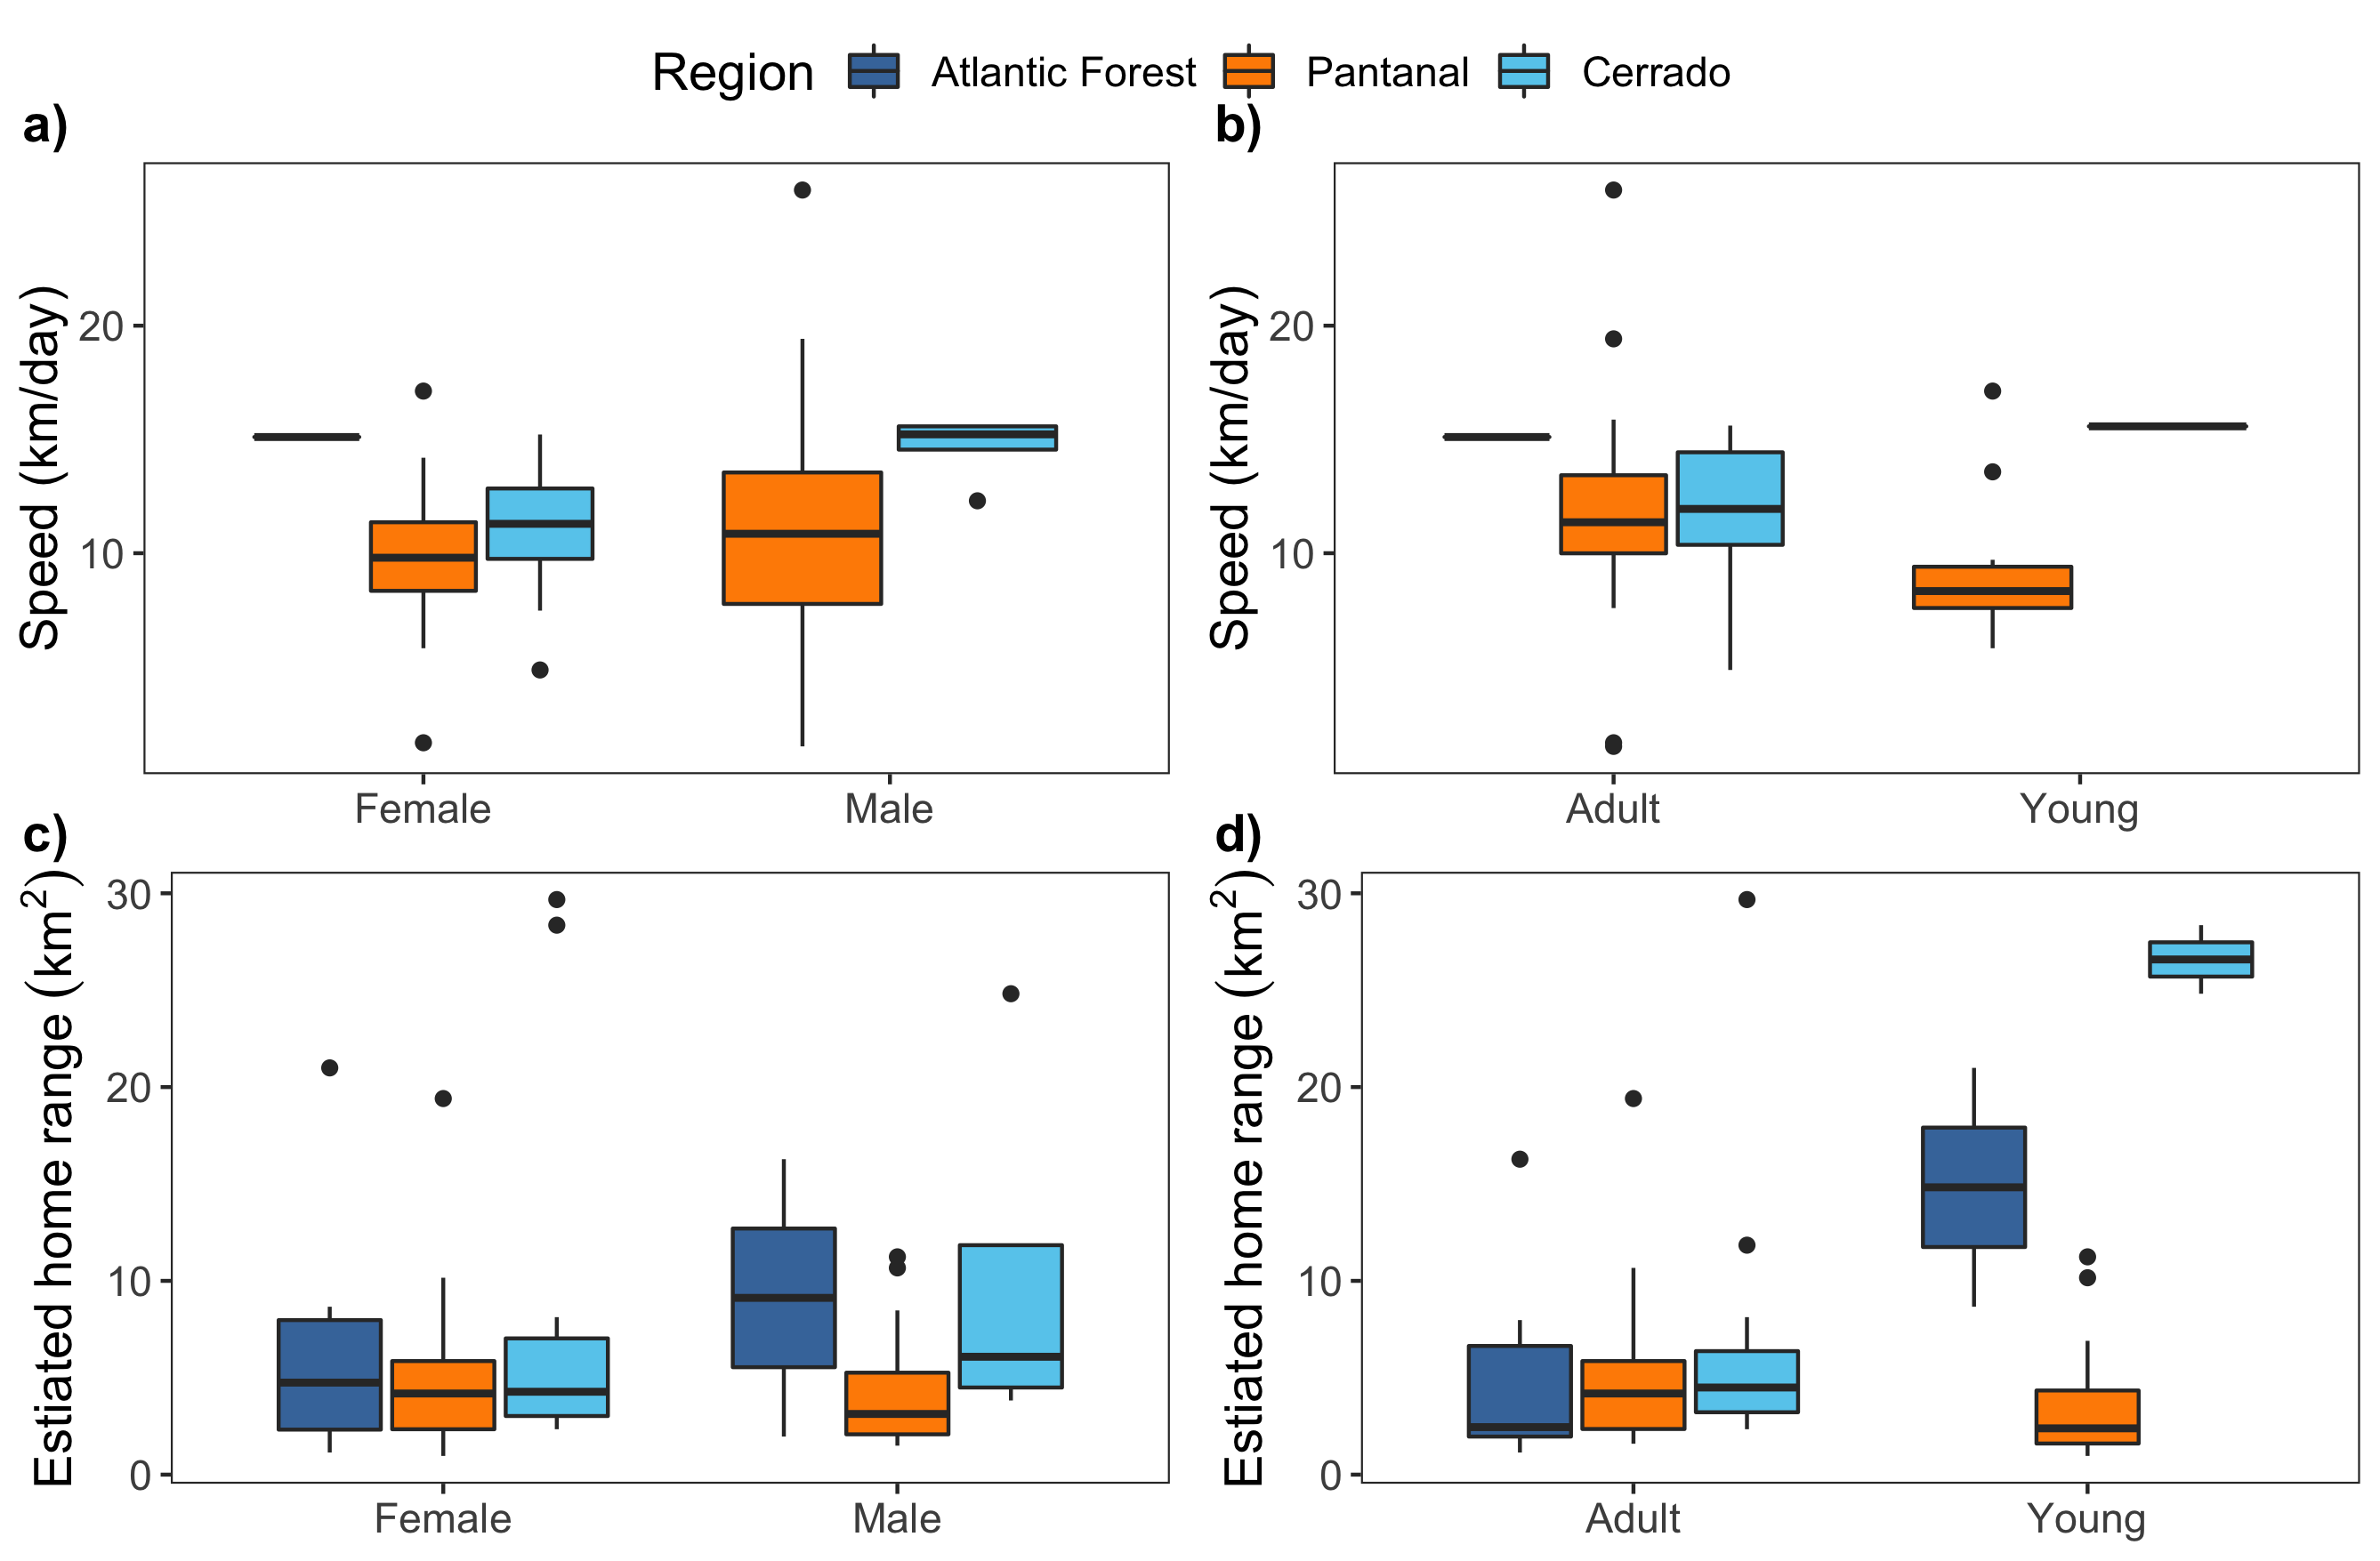 Region Atlantic Forest Pantanal Cerrado
a)
Speed (km/day)
20
10
Female Male
b)
Speed (km/day)
20
10
Adult Young
c)
Estiated home range (km²)
30
20
10
0
Female Male
d)
Estiated home range (km²)
30
20
10
0
Adult Young